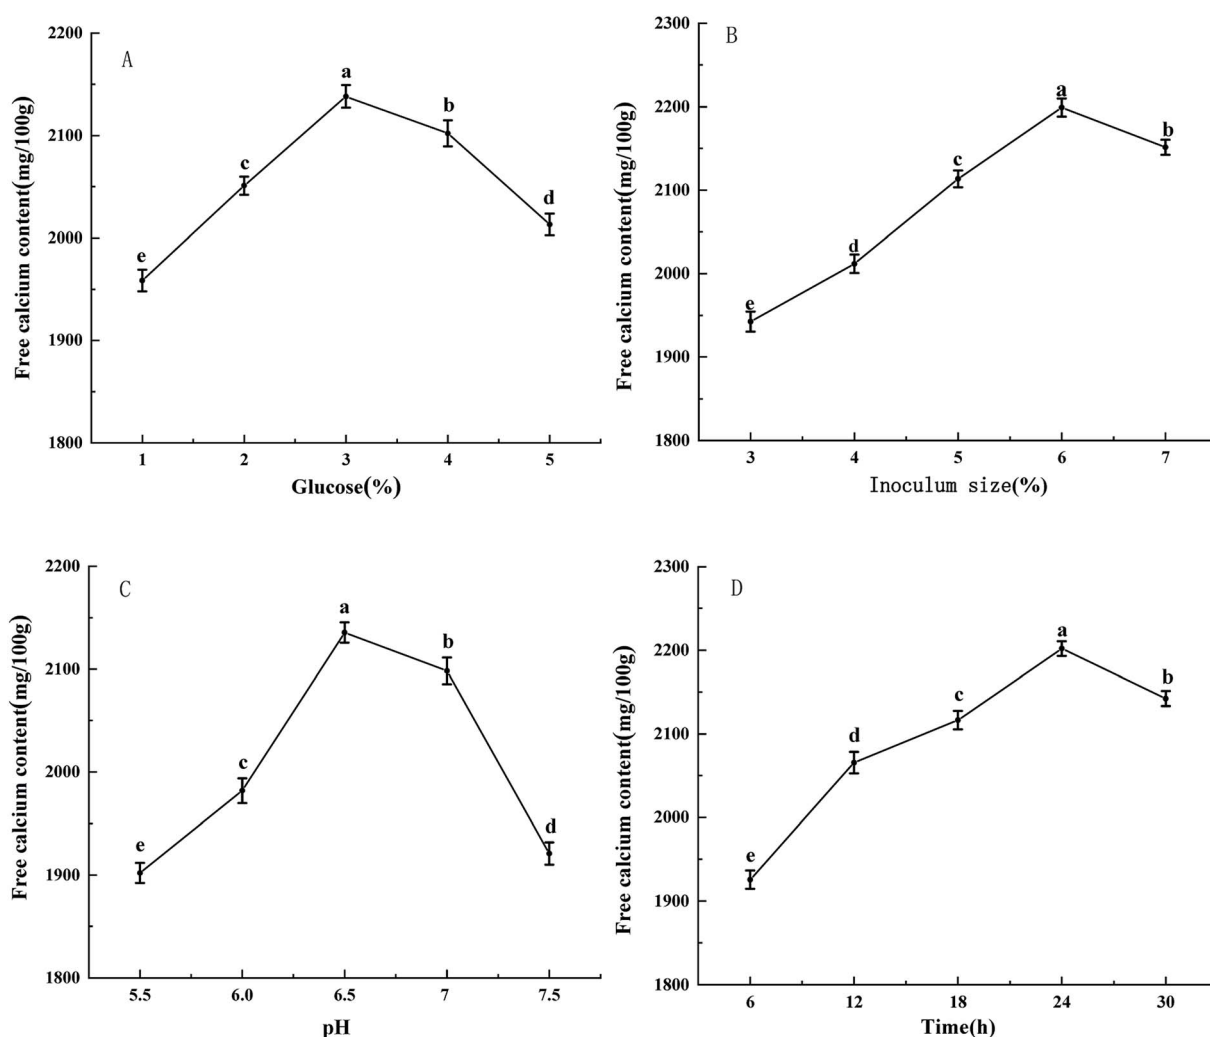 A
Free calcium content(mg/100g)
2200
2100
2000
1900
1800
e
c
a
b
d
1
2
3
4
5
Glucose(%)
B
Free calcium content(mg/100g)
2300
2200
2100
2000
1900
1800
e
d
c
a
b
3
4
5
6
7
Inoculum size(%)
C
Free calcium content(mg/100g)
2200
2100
2000
1900
1800
e
c
a
b
d
5.5
6.0
6.5
7
7.5
pH
D
Free calcium content(mg/100g)
2300
2200
2100
2000
1900
1800
e
d
c
a
b
6
12
18
24
30
Time(h)